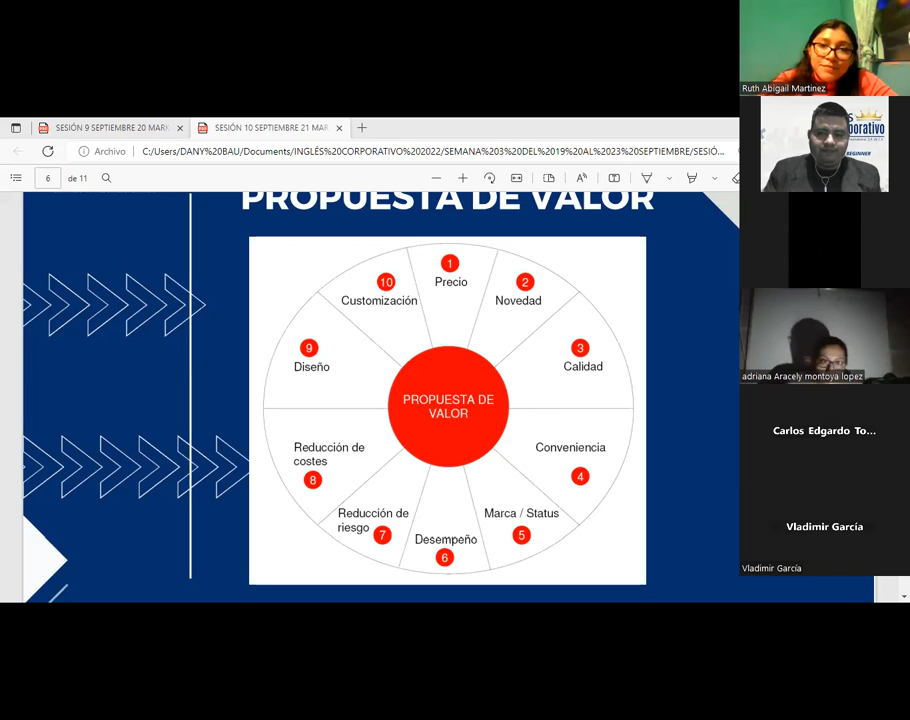 SESIÓN 9 SEPTIEMBRE 20 MAR
SESIÓN 10 SEPTIEMBRE 21 MAR
Archivo
C:/Users/DANY%20BAU/Documents/INGLÉS%20CORPORATIVO%202022/SEMANA%203%20DEL%2019%20AL%2023%20SEPTIEMBRE/SESIÓ...
6
de 11
PROPUESTA DE VALOR
1
Precio
2
Novedad
3
Calidad
Conveniencia
4
Marca / Status
5
Desempeño
6
Reducción de
riesgo
7
Reducción de
costes
8
9
Diseño
10
Customización
PROPUESTA DE
VALOR
Ruth Abigail Martinez
adriana Aracely montoya lopez
Carlos Edgardo To...
Vladimir García
Vladimir García